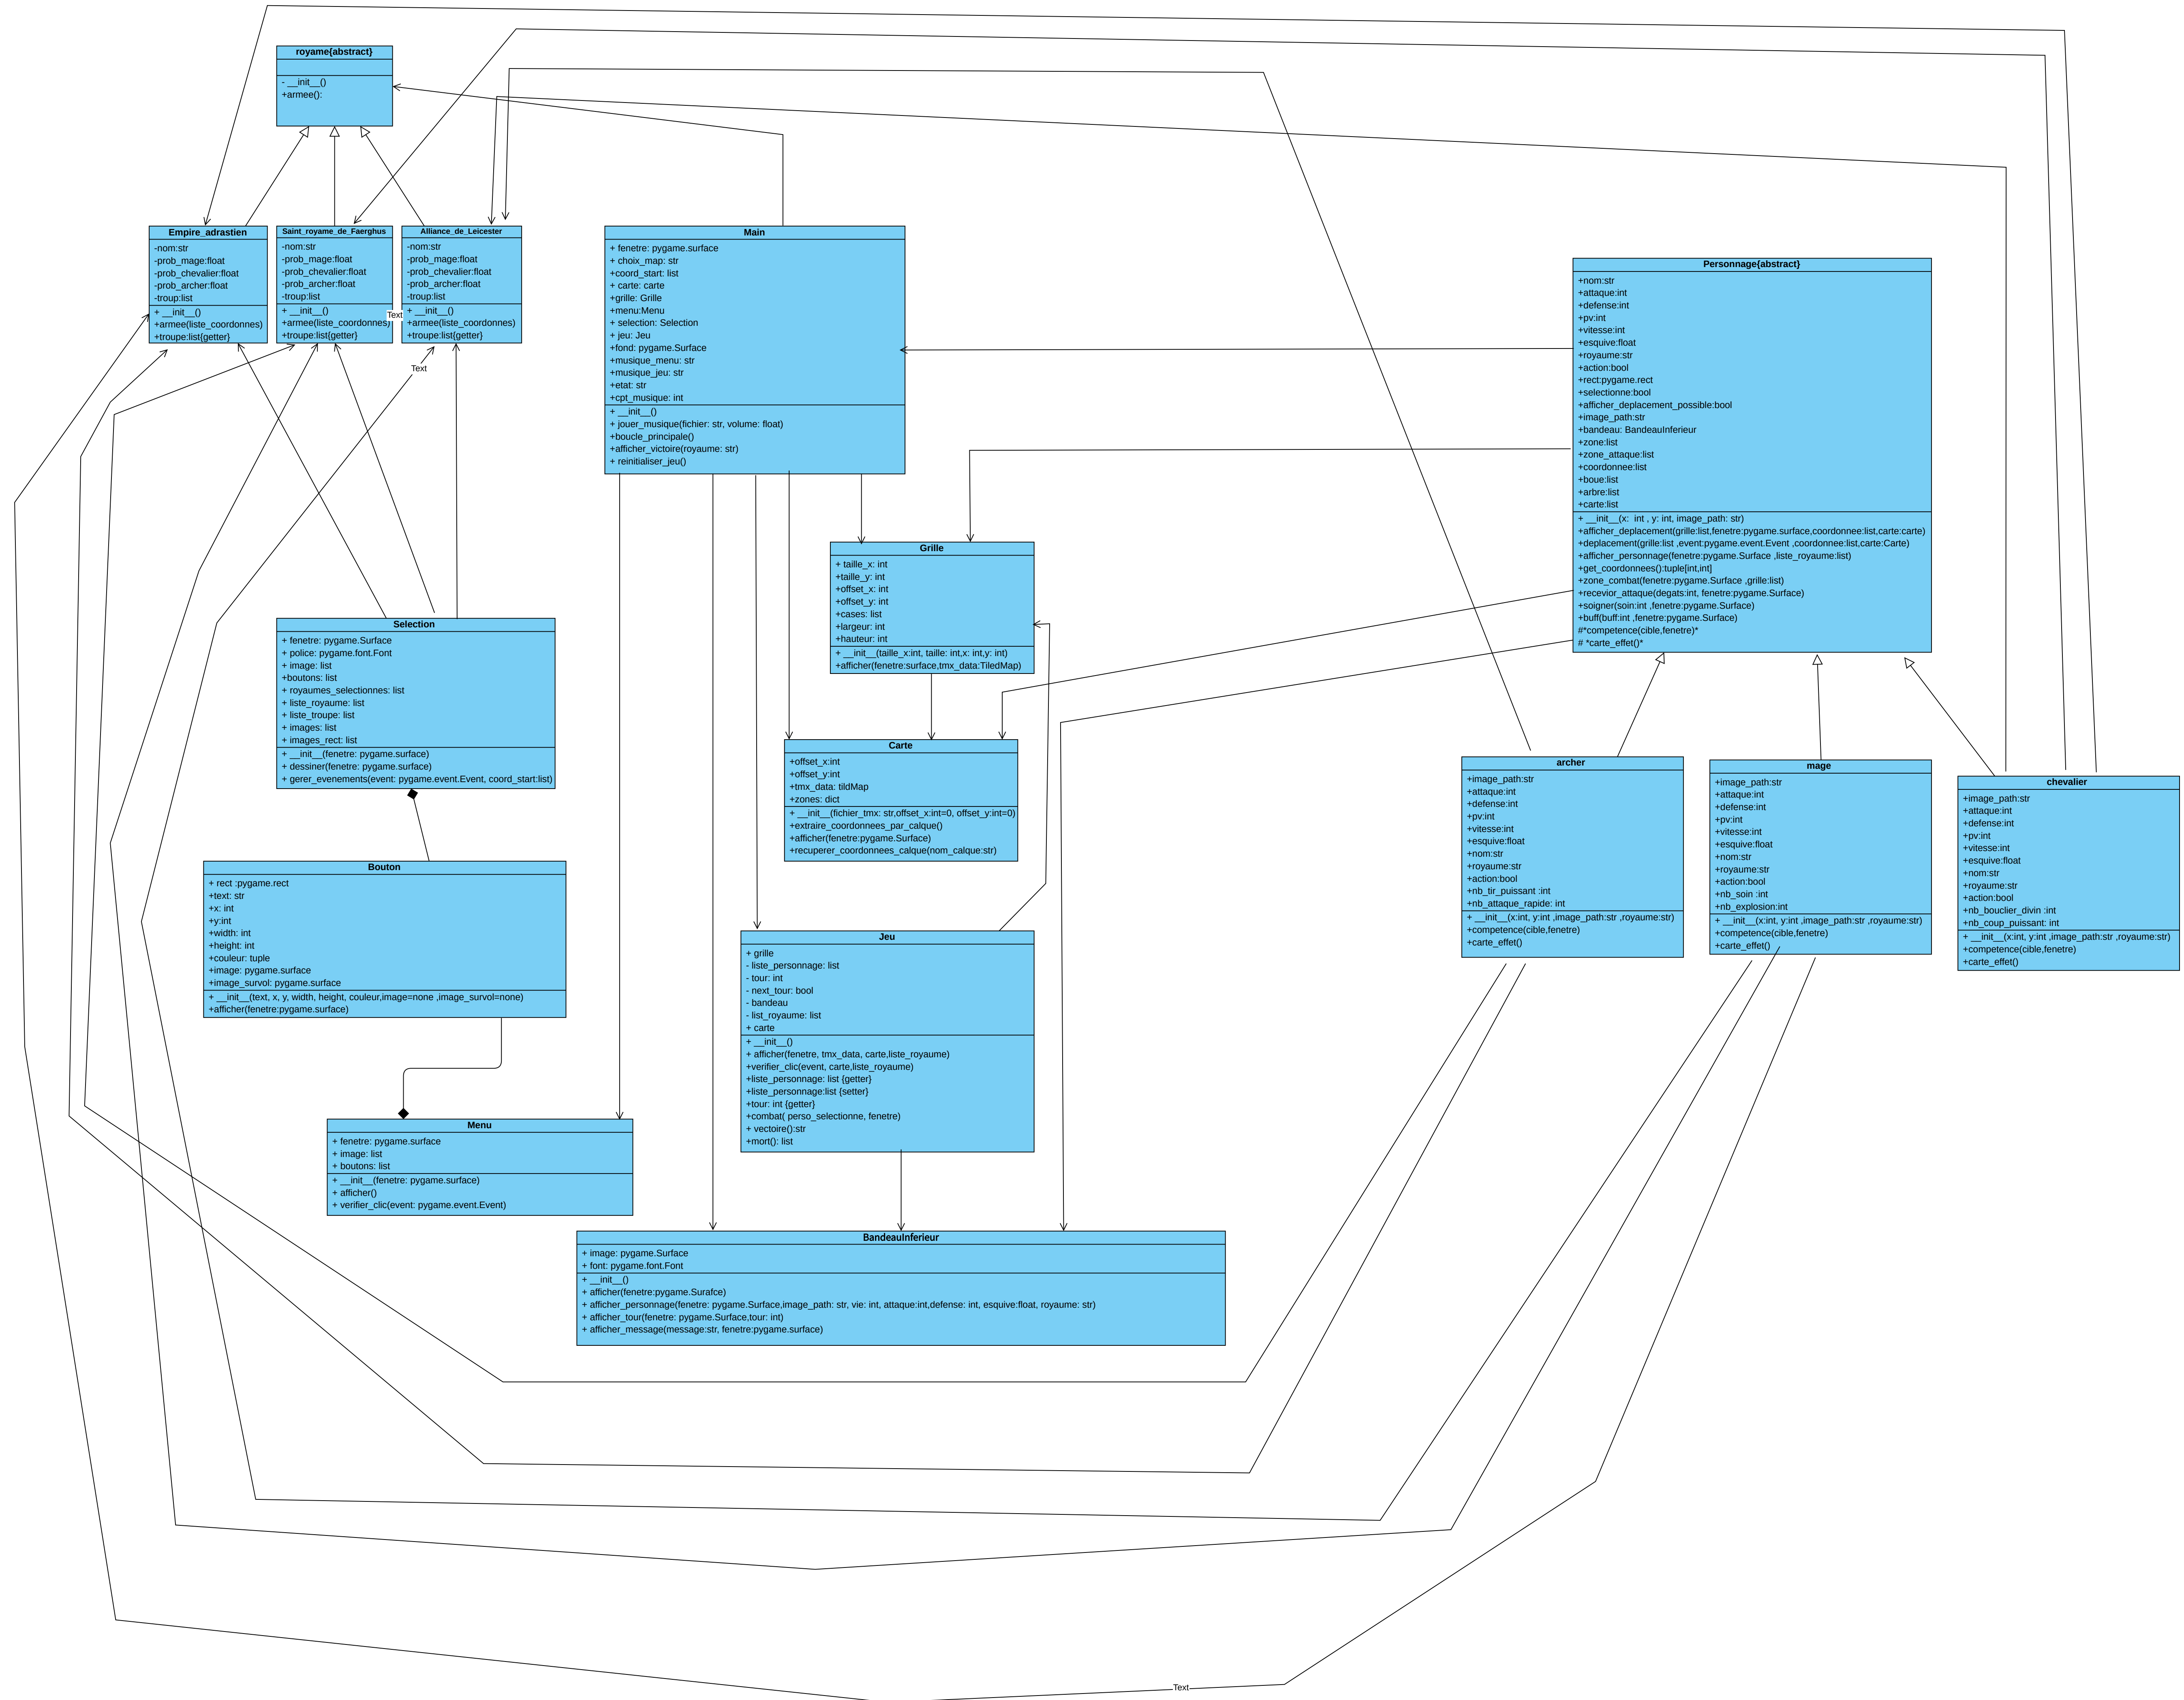 royame{abstract}
- __init__()
+armee():
Empire_adrastien
-nom:str
-prob_mage:float
-prob_chevalier:float
-prob_archer:float
-troup:list
+ __init__()
+armee(liste_coordonnes)
+troupe:list{getter}
Saint_royame_de_Faerghus
-nom:str
-prob_mage:float
-prob_chevalier:float
-prob_archer:float
-troup:list
+ __init__()
+armee(liste_coordonnes)
+troupe:list{getter}
Text
Alliance_de_Leicester
-nom:str
-prob_mage:float
-prob_chevalier:float
-prob_archer:float
-troup:list
+ __init__()
+armee(liste_coordonnes)
+troupe:list{getter}
Text
Main
+ fenetre: pygame.surface
+ choix_map: str
+coord_start: list
+ carte: carte
+grille: Grille
+menu:Menu
+ selection: Selection
+ jeu: Jeu
+fond: pygame.Surface
+musique_menu: str
+musique_jeu: str
+etat: str
+cpt_musique: int
+ __init__()
+ jouer_musique(fichier: str, volume: float)
+boucle_principale()
+afficher_victoire(royaume: str)
+ reinitialiser_jeu()
Personnage{abstract}
+nom:str
+attaque:int
+defense:int
+pv:int
+vitesse:int
+esquive:float
+royaume:str
+action:bool
+rect:pygame.rect
+selectionne:bool
+afficher_deplacement_possible:bool
+image_path:str
+bandeau: BandeauInferieur
+zone:list
+zone_attaque:list
+coordonnee:list
+boue:list
+arbre:list
+carte:list
+ __init__(x:  int , y: int, image_path: str)
+afficher_deplacement(grille:list,fenetre:pygame.surface,coordonnee:list,carte:carte)
+deplacement(grille:list ,event:pygame.event.Event ,coordonnee:list,carte:Carte)
+afficher_personnage(fenetre:pygame.Surface ,liste_royaume:list)
+get_coordonnees():tuple[int,int]
+zone_combat(fenetre:pygame.Surface ,grille:list)
+recevior_attaque(degats:int, fenetre:pygame.Surface)
+soigner(soin:int ,fenetre:pygame.Surface)
+buff(buff:int ,fenetre:pygame.Surface)
#*competence(cible,fenetre)*
# *carte_effet()*
Grille
+ taille_x: int
+taille_y: int
+offset_x: int
+offset_y: int
+cases: list
+largeur: int
+hauteur: int
+ __init__(taille_x:int, taille: int,x: int,y: int)
+afficher(fenetre:surface,tmx_data:TiledMap)
Selection
+ fenetre: pygame.Surface
+ police: pygame.font.Font
+ image: list
+boutons: list
+ royaumes_selectionnes: list
+ liste_royaume: list
+ liste_troupe: list
+ images: list
+ images_rect: list
+ __init__(fenetre: pygame.surface)
+ dessiner(fenetre: pygame.surface)
+ gerer_evenements(event: pygame.event.Event, coord_start:list)
Carte
+offset_x:int
+offset_y:int
+tmx_data: tildMap
+zones: dict
+ __init__(fichier_tmx: str,offset_x:int=0, offset_y:int=0)
+extraire_coordonnees_par_calque()
+afficher(fenetre:pygame.Surface)
+recuperer_coordonnees_calque(nom_calque:str)
archer
+image_path:str
+attaque:int
+defense:int
+pv:int
+vitesse:int
+esquive:float
+nom:str
+royaume:str
+action:bool
+nb_tir_puissant :int
+nb_attaque_rapide: int
+ __init__(x:int, y:int ,image_path:str ,royaume:str)
+competence(cible,fenetre)
+carte_effet()
mage
+image_path:str
+attaque:int
+defense:int
+pv:int
+vitesse:int
+esquive:float
+nom:str
+royaume:str
+action:bool
+nb_soin :int
+nb_explosion:int
+ __init__(x:int, y:int ,image_path:str ,royaume:str)
+competence(cible,fenetre)
+carte_effet()
chevalier
+image_path:str
+attaque:int
+defense:int
+pv:int
+vitesse:int
+esquive:float
+nom:str
+royaume:str
+action:bool
+nb_bouclier_divin :int
+nb_coup_puissant: int
+ __init__(x:int, y:int ,image_path:str ,royaume:str)
+competence(cible,fenetre)
+carte_effet()
Bouton
+ rect :pygame.rect
+text: str
+x: int
+y:int
+width: int
+height: int
+couleur: tuple
+image: pygame.surface
+image_survol: pygame.surface
+ __init__(text, x, y, width, height, couleur,image=none ,image_survol=none)
+afficher(fenetre:pygame.surface)
Jeu
+ grille
- liste_personnage: list
- tour: int
- next_tour: bool
- bandeau
- list_royaume: list
+ carte
+ __init__()
+ afficher(fenetre, tmx_data, carte,liste_royaume)
+verifier_clic(event, carte,liste_royaume)
+liste_personnage: list {getter}
+liste_personnage:list {setter}
+tour: int {getter}
+combat( perso_selectionne, fenetre)
+ vectoire():str
+mort(): list
Menu
+ fenetre: pygame.surface
+ image: list
+ boutons: list
+ __init__(fenetre: pygame.surface)
+ afficher()
+ verifier_clic(event: pygame.event.Event)
BandeauInferieur
+ image: pygame.Surface
+ font: pygame.font.Font
+ __init__()
+ afficher(fenetre:pygame.Surafce)
+ afficher_personnage(fenetre: pygame.Surface,image_path: str, vie: int, attaque:int,defense: int, esquive:float, royaume: str)
+ afficher_tour(fenetre: pygame.Surface,tour: int)
+ afficher_message(message:str, fenetre:pygame.surface)
Text